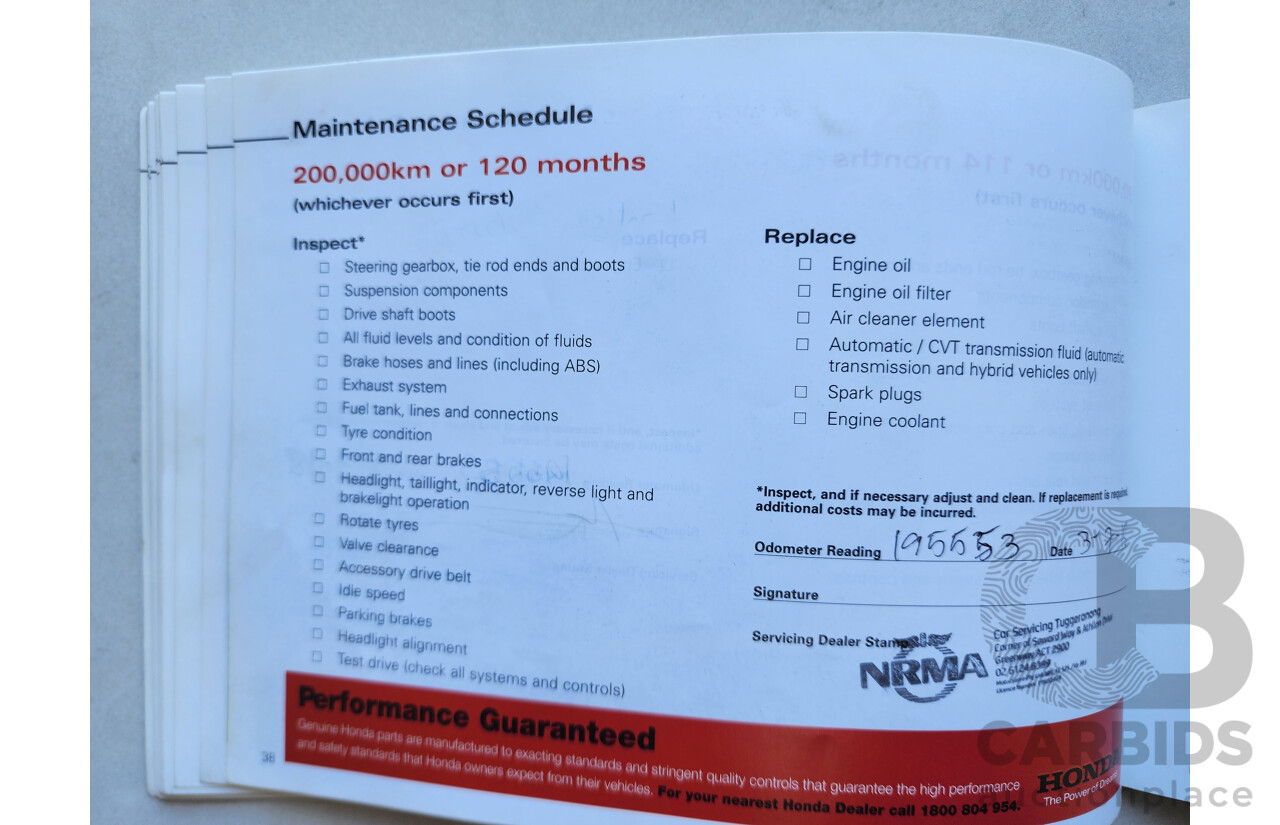 Maintenance Schedule
200,000km or 120 months
(whichever occurs first)
Inspect*
Steering gearbox, tie rod ends and boots
Suspension components
Drive shaft boots
All fluid levels and condition of fluids
Brake hoses and lines (including ABS)
Exhaust system
Fuel tank, lines and connections
Tyre condition
Front and rear brakes
Headlight, taillight, indicator, reverse light and
brakelight operation
Rotate tyres
Valve clearance
Accessory drive belt
Idle speed
Parking brakes
Headlight alignment
Test drive (check all systems and controls)
Replace
Engine oil
Engine oil filter
Air cleaner element
Automatic / CVT transmission fluid (automatic
transmission and hybrid vehicles only)
Spark plugs
Engine coolant
*Inspect, and if necessary adjust and clean. If replacement is
additional costs may be incurred.
Odometer Reading 195553 Date
Signature
Servicing Dealer Stamp
NRMA
Car Servicing Tuggeranong
Greenway ACT 2900
Performance Guaranteed
Genuine Honda parts are manufactured to exacting standards and stringent quality controls that guarantee the high performance
and safety standards that Honda owners expect from their vehicles. For your nearest Honda Dealer call 1800 804 954.
HONDA
The Power of Dreams
38
CARBIDS
auctionplace